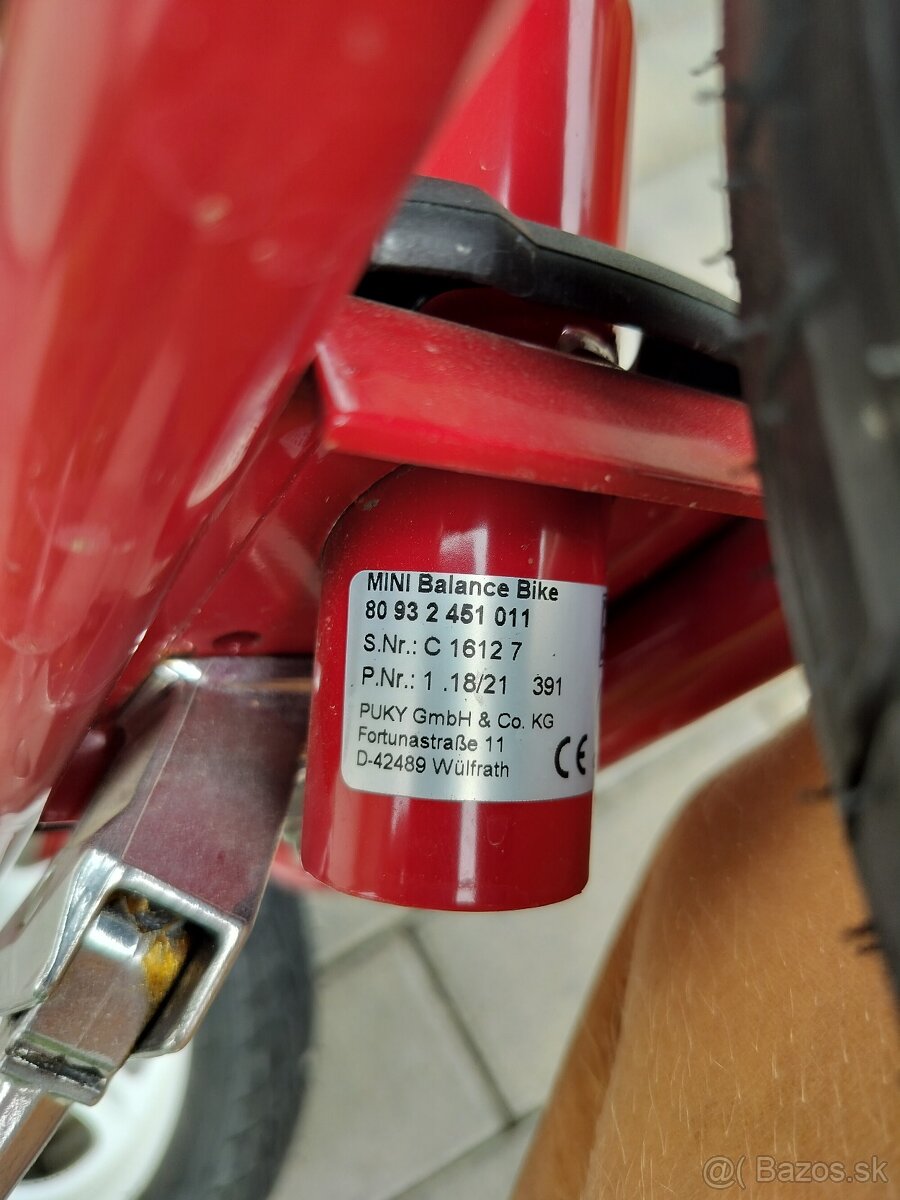 MINI Balance Bike
80 93 2 451 011
S.Nr.: C 1612 7
P.Nr.: 1 .18/21 391
PUKY GmbH & Co. KG
Fortunastraße 11
D-42489 Wülfrath
CE
@( Bazos.sk